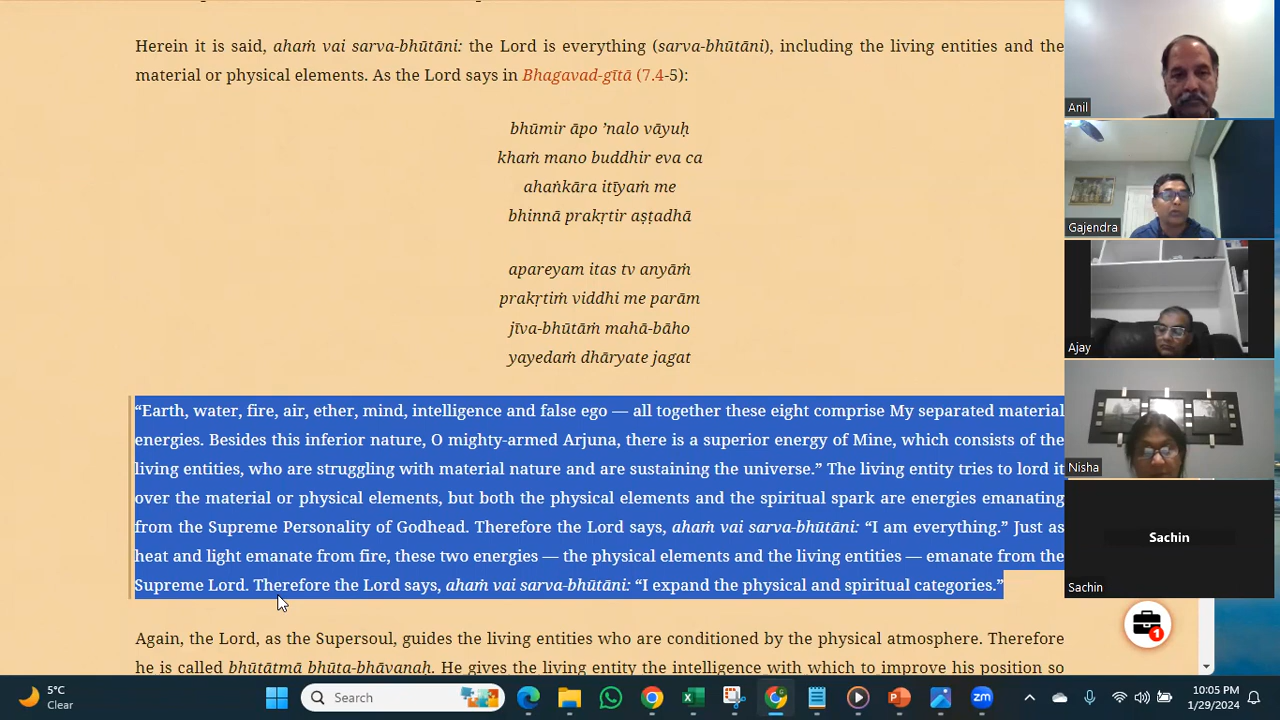 Herein it is said, ahaṁ vai sarva-bhūtāni: the Lord is everything (sarva-bhūtāni), including the living entities and the
material or physical elements. As the Lord says in Bhagavad-gītā (7.4-5):
bhūmir āpo ’nalo vāyuḥ
khaṁ mano buddhir eva ca
ahaṅkāra itīyaṁ me
bhinnā prakṛtir aṣṭadhā
apareyam itas tv anyāṁ
prakṛtiṁ viddhi me parām
jīva-bhūtāṁ mahā-bāho
yayedaṁ dhāryate jagat
“Earth, water, fire, air, ether, mind, intelligence and false ego — all together these eight comprise My separated material
energies. Besides this inferior nature, O mighty-armed Arjuna, there is a superior energy of Mine, which consists of the
living entities, who are struggling with material nature and are sustaining the universe.” The living entity tries to lord it
over the material or physical elements, but both the physical elements and the spiritual spark are energies emanating
from the Supreme Personality of Godhead. Therefore the Lord says, ahaṁ vai sarva-bhūtāni: “I am everything.” Just as
heat and light emanate from fire, these two energies — the physical elements and the living entities — emanate from the
Supreme Lord. Therefore the Lord says, ahaṁ vai sarva-bhūtāni: “I expand the physical and spiritual categories.”
Again, the Lord, as the Supersoul, guides the living entities who are conditioned by the physical atmosphere. Therefore
he is called bhūtātmā bhūta-bhāvanaḥ. He gives the living entity the intelligence with which to improve his position so
Anil
Gajendra
Ajay
Nisha
Sachin
Sachin
1
5°C
Clear
Search
zm
10:05 PM
1/29/2024